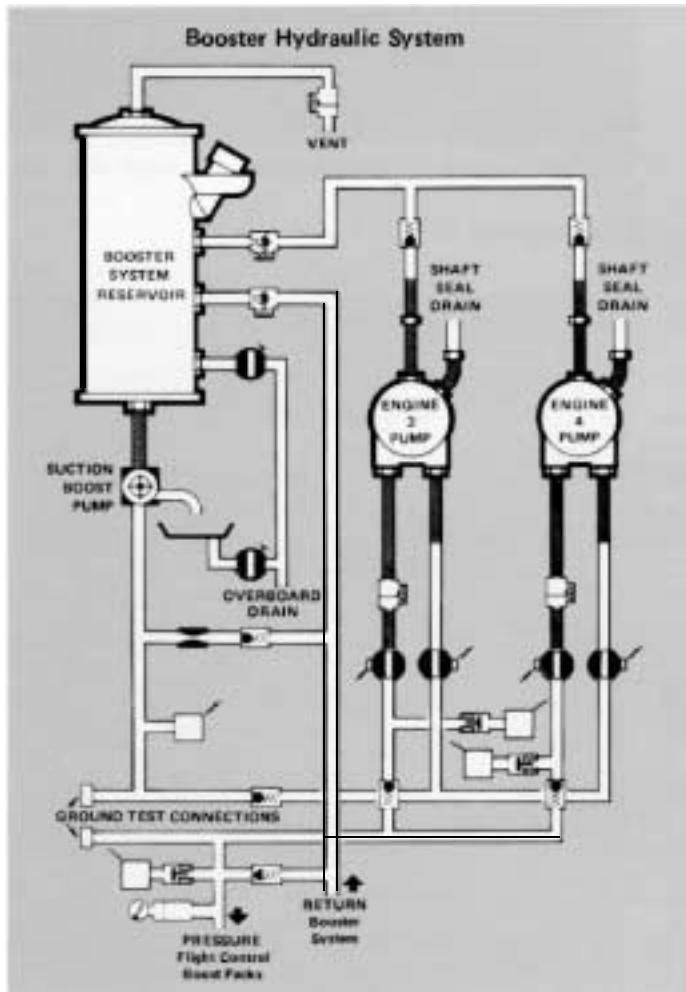 Booster Hydraulic System
VENT
BOOSTER
SYSTEM
RESERVOIR
SHAFT
SEAL
DRAIN
SHAFT
SEAL
DRAIN
ENGINE
3
PUMP
ENGINE
4
PUMP
SUCTION
BOOST
PUMP
OVERBOARD
DRAIN
GROUND TEST CONNECTIONS
RETURN
Booster
System
PRESSURE
Flight Control
Boost Packs